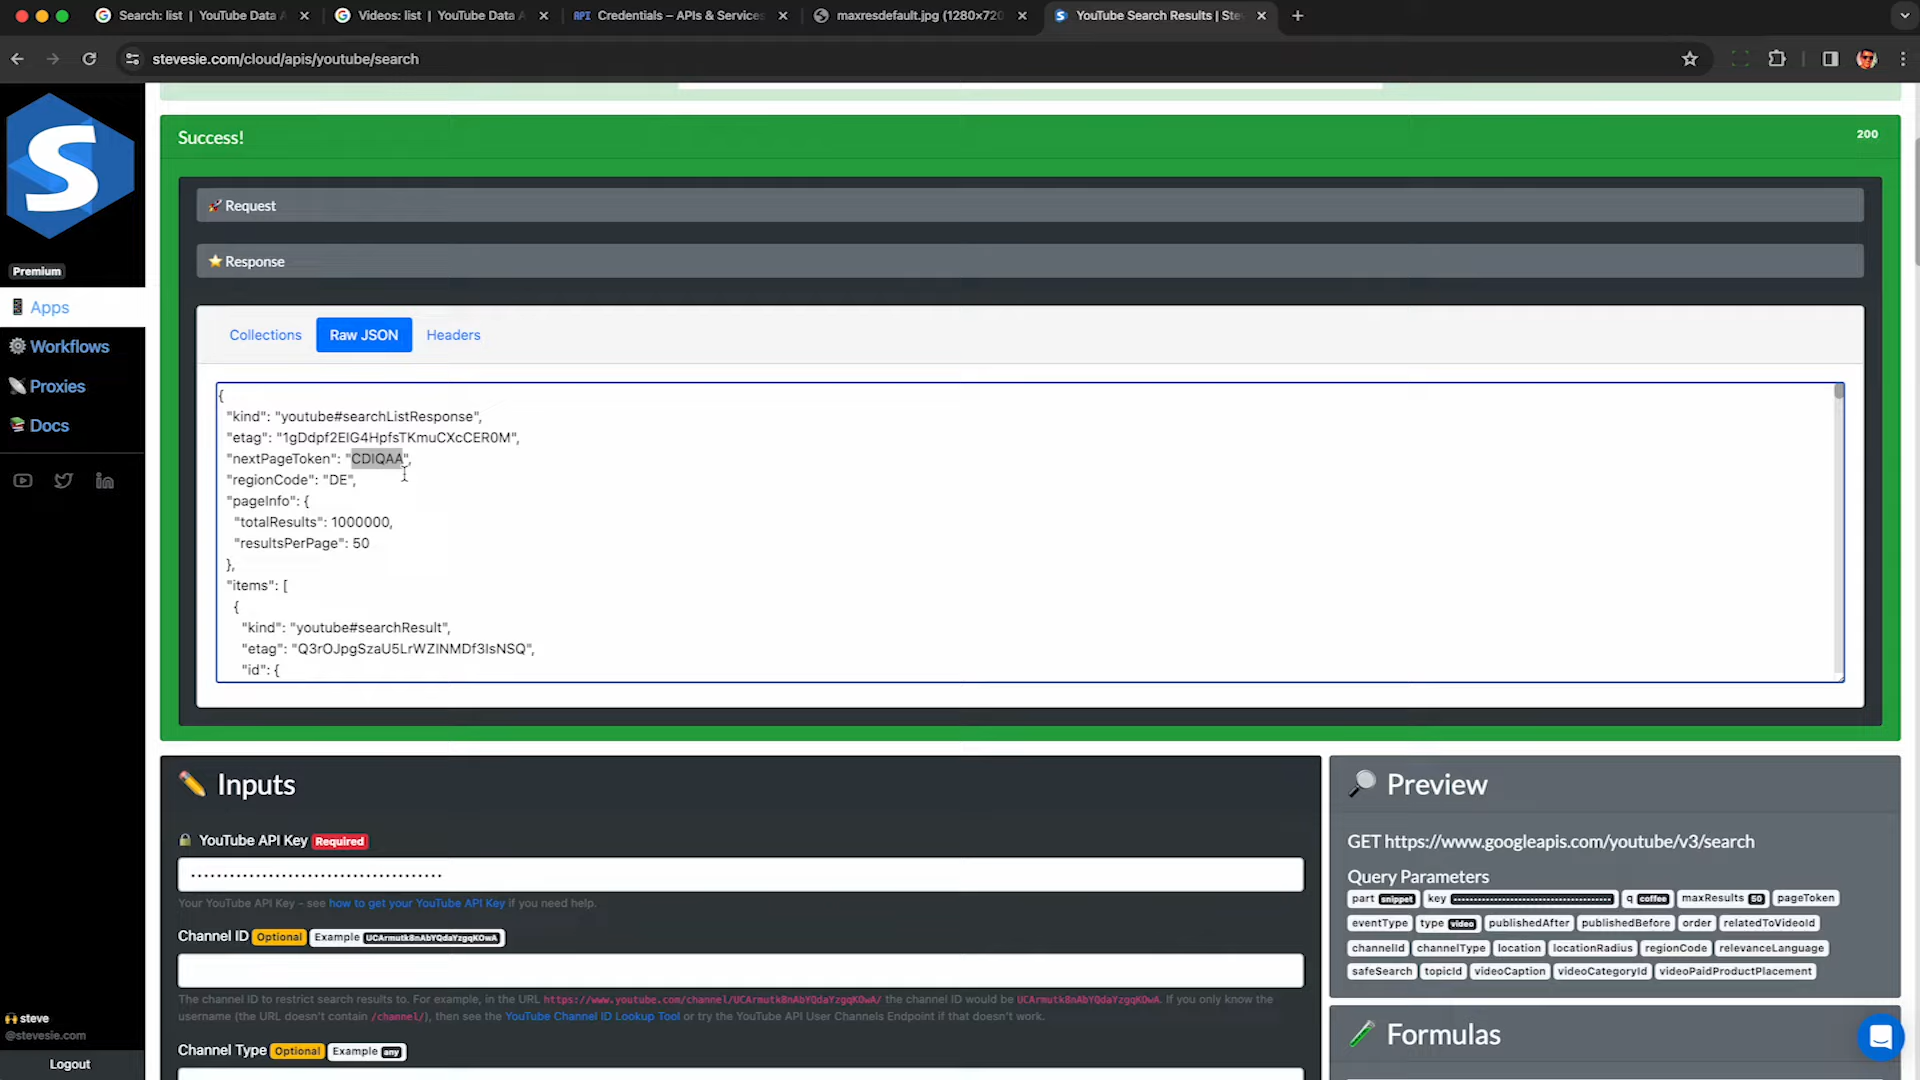 Search: list | YouTube Data A
Videos: list | YouTube Data A
API Credentials – APIs & Services
maxresdefault.jpg (1280×720
YouTube Search Results | Ste
stevesie.com/cloud/apis/youtube/search
S
Premium
Apps
Workflows
Proxies
Docs
Success!
200
Request
Response
Collections
Raw JSON
Headers
{
"kind": "youtube#searchListResponse",
"etag": "1gDdpf2EIG4HpfsTKmuCXcCER0M",
"nextPageToken": "CDIQAA",
"regionCode": "DE",
"pageInfo": {
"totalResults": 1000000,
"resultsPerPage": 50
},
"items": [
{
"kind": "youtube#searchResult",
"etag": "Q3rOJpgSzaU5LrWZINMDf3IsNSQ",
"id": {
Inputs
YouTube API Key Required
•••••••••••••••••••••••••••••••••••••••
Your YouTube API Key – see how to get your YouTube API Key if you need help.
Channel ID Optional Example UCArmutk8nAbYQdaYzgqKOwA
The channel ID to restrict search results to. For example, in the URL https://www.youtube.com/channel/UCArmutk8nAbYQdaYzgqKOwA/ the channel ID would be UCArmutk8nAbYQdaYzgqKOwA. If you only know the
username (the URL doesn't contain /channel/), then see the YouTube Channel ID Lookup Tool or try the YouTube API User Channels Endpoint if that doesn't work.
Channel Type Optional Example any
Preview
GET https://www.googleapis.com/youtube/v3/search
Query Parameters
part snippet key ••••••••••••••••••••••••••••••••••••••• q coffee maxResults 50 pageToken
eventType type video publishedAfter publishedBefore order relatedToVideoId
channelId channelType location locationRadius regionCode relevanceLanguage
safeSearch topicId videoCaption videoCategoryId videoPaidProductPlacement
Formulas
steve
@stevesie.com
Logout